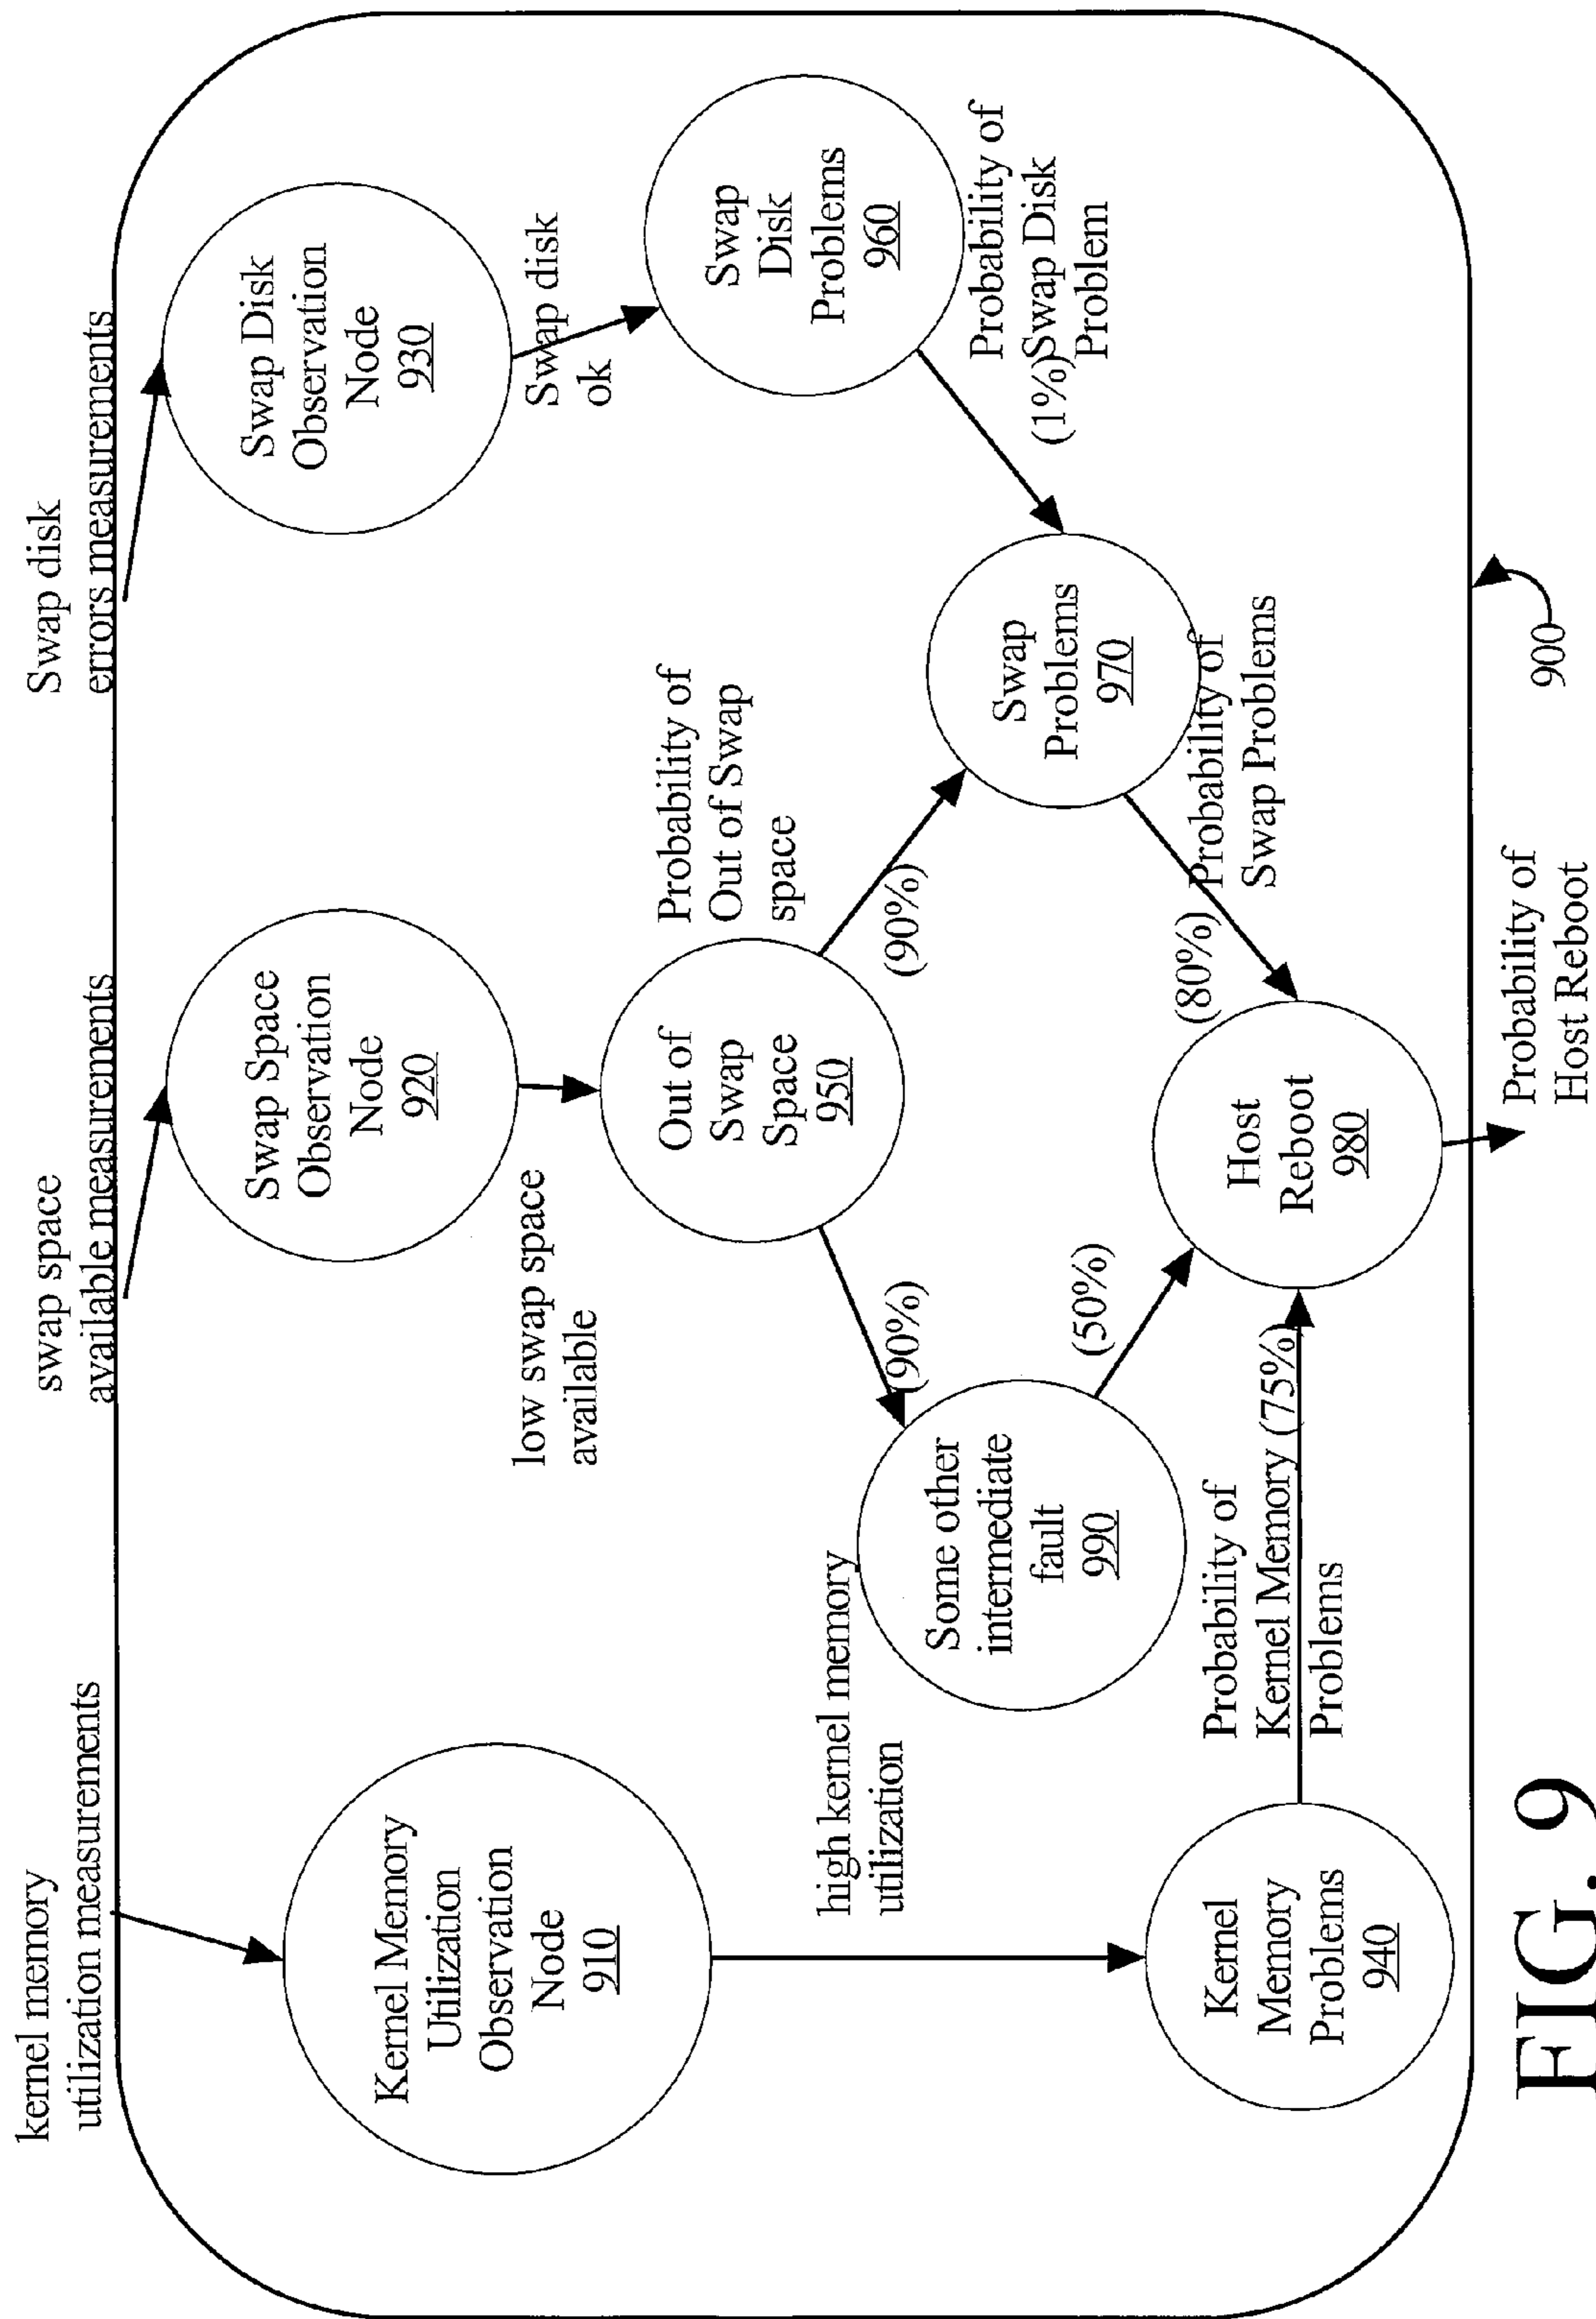 kernel memory
utilization measurements
swap space
available measurements
Swap disk
errors measurements
Kernel Memory
Utilization
Observation
Node
910
Swap Space
Observation
Node
920
Swap Disk
Observation
Node
930
low swap space
available
Swap disk
ok
Out of
Swap
Space
950
Probability of
Out of Swap
space
Swap
Disk
Problems
960
high kernel memory
utilization
(90%)
(90%)
Some other
intermediate
fault
990
Swap
Problems
970
Probability of
(1%) Swap Disk
Problem
(50%)
(80%)
Probability of
Swap Problems
Kernel
Memory
Problems
940
Probability of
Kernel Memory (75%)
Problems
Host
Reboot
980
Probability of
Host Reboot
900
FIG. 9